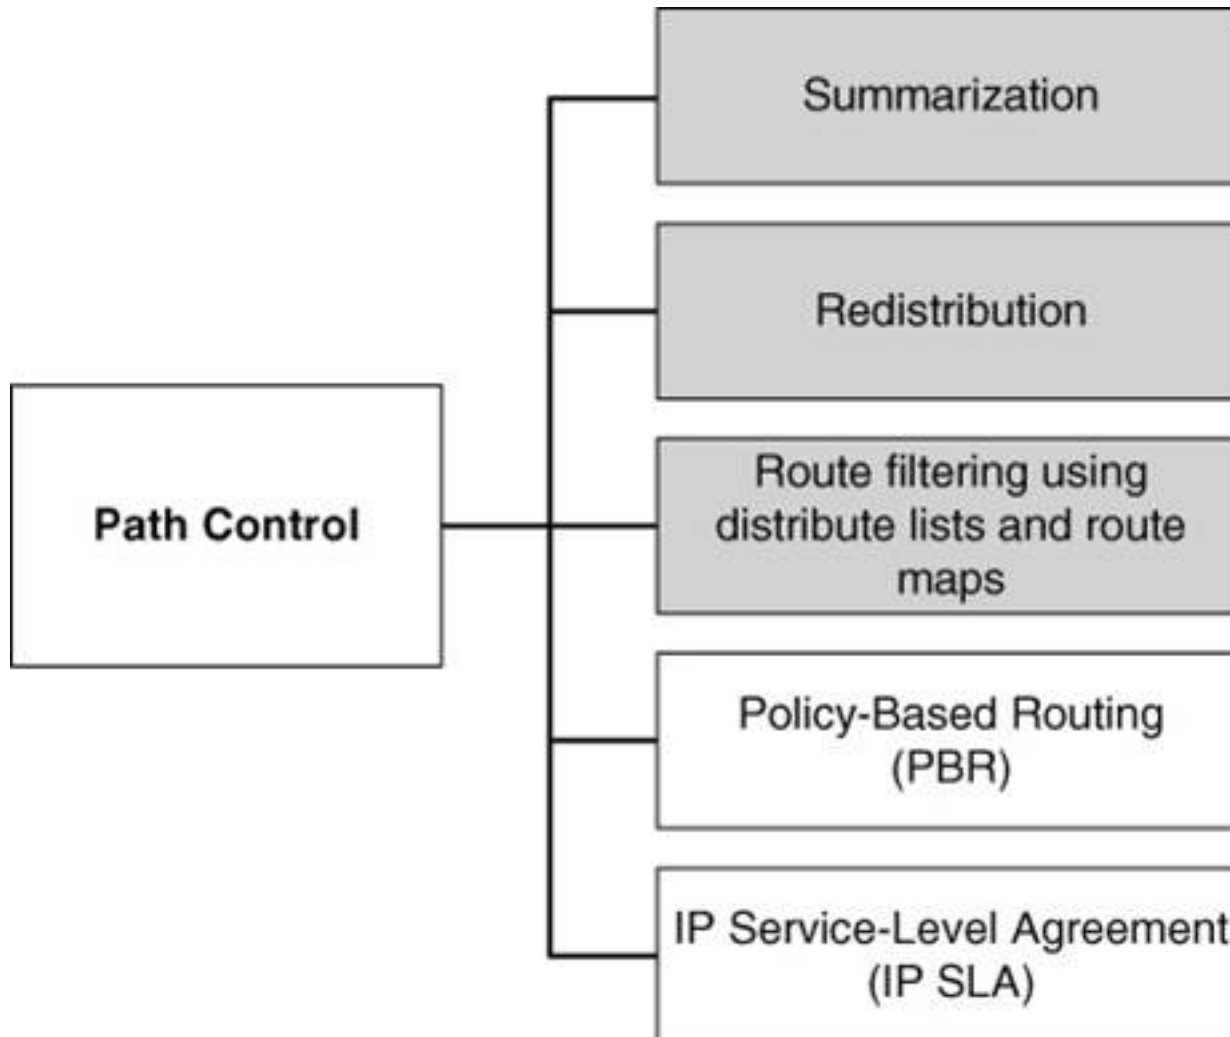 Summarization
Redistribution
Route filtering using
distribute lists and route
maps
Path Control
Policy-Based Routing
(PBR)
IP Service-Level Agreement
(IP SLA)